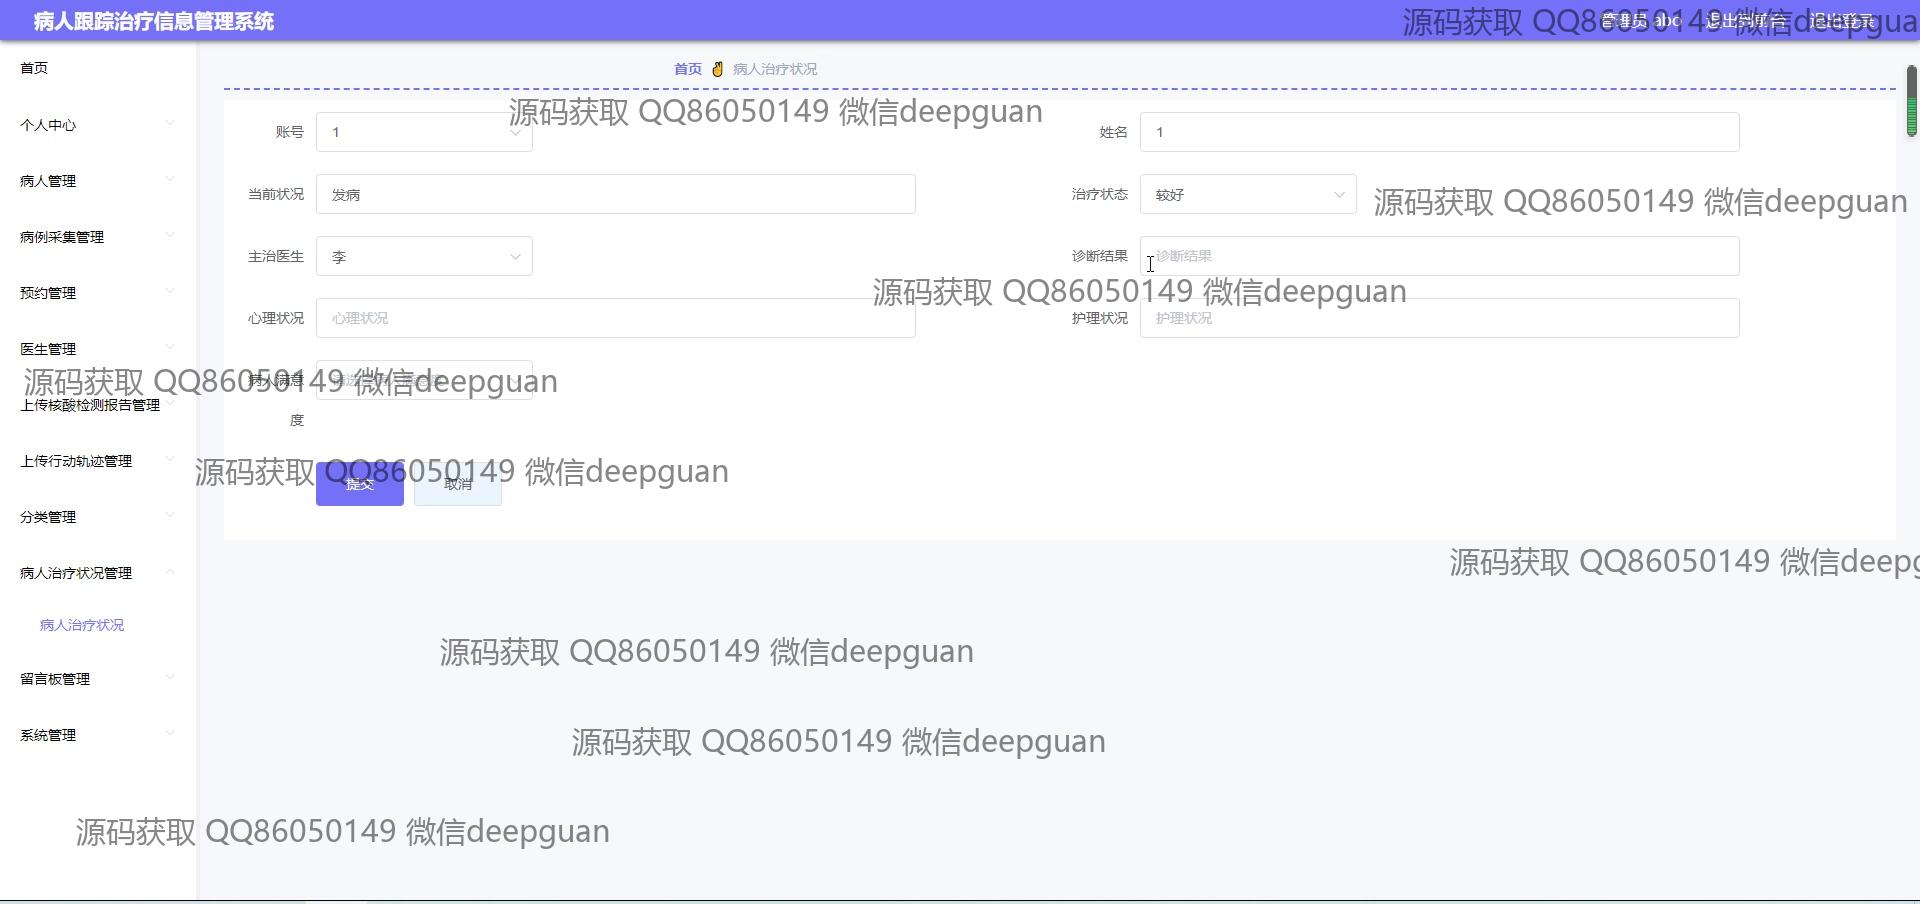 病人跟踪治疗信息管理系统
管理员 abo 退出到前台 退出登录
源码获取 QQ86050149 微信deepgua
首页
首页 病人治疗状况
个人中心
源码获取 QQ86050149 微信deepguan
账号 1
姓名 1
病人管理
当前状况 发病
治疗状态 较好
源码获取 QQ86050149 微信deepguan
病例采集管理
主治医生 李
诊断结果 诊断结果
预约管理
源码获取 QQ86050149 微信deepguan
心理状况 心理状况
护理状况 护理状况
医生管理
源码获取 QQ86050149 微信deepguan
病人满意
度
上传核酸检测报告管理
上传行动轨迹管理
源码获取 QQ86050149 微信deepguan
提交 取消
分类管理
病人治疗状况管理
源码获取 QQ86050149 微信deep
病人治疗状况
源码获取 QQ86050149 微信deepguan
留言板管理
系统管理
源码获取 QQ86050149 微信deepguan
源码获取 QQ86050149 微信deepguan